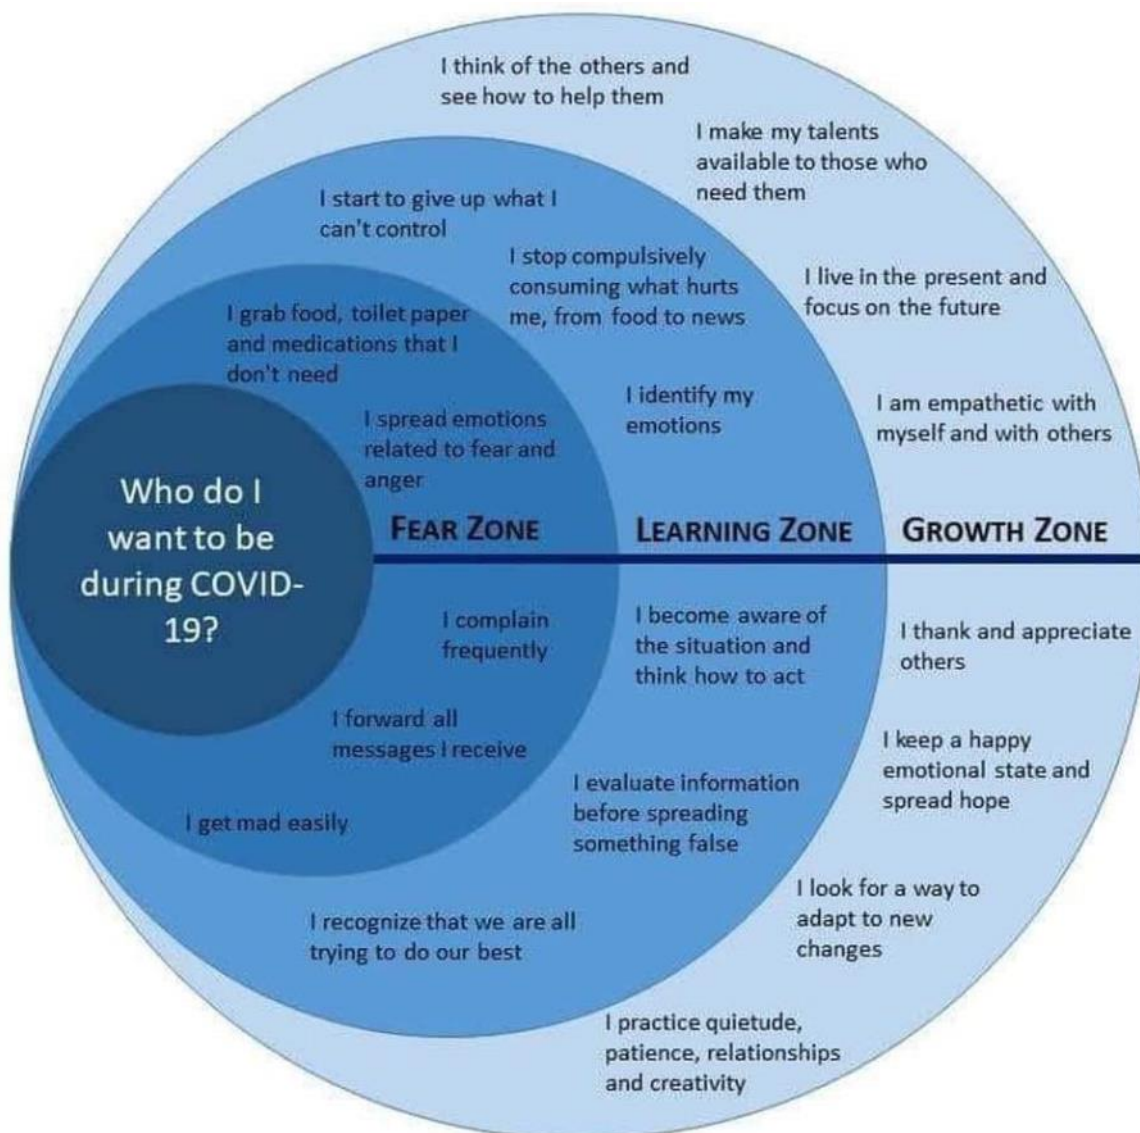 I think of the others and
see how to help them
I make my talents
available to those who
need them
I start to give up what I
can't control
I stop compulsively
consuming what hurts
me, from food to news
I live in the present and
focus on the future
I grab food, toilet paper
and medications that I
don't need
I identify my
emotions
I am empathetic with
myself and with others
I spread emotions
related to fear and
anger
Who do I
want to be
during COVID-
19?
FEAR ZONE
LEARNING ZONE
GROWTH ZONE
I complain
frequently
I become aware of
the situation and
think how to act
I thank and appreciate
others
I forward all
messages I receive
I keep a happy
emotional state and
spread hope
I evaluate information
before spreading
something false
I get mad easily
I look for a way to
adapt to new
changes
I recognize that we are all
trying to do our best
I practice quietude,
patience, relationships
and creativity